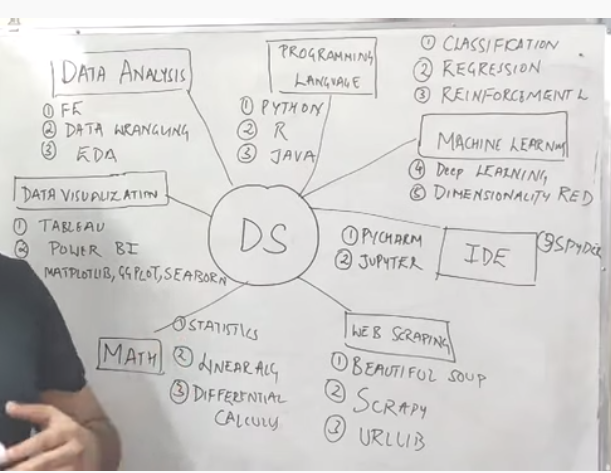 DATA ANALYSIS
① FE
② DATA WRANGLING
③ EDA
PROGRAMMING
LANGUAGE
① PYTHON
② R
③ JAVA
① CLASSIFICATION
② REGRESSION
③ REINFORCEMENT L
MACHINE LEARNING
④ Deep LEARNING
⑤ DIMENSIONALITY RED
DATA VISUALIZATION
① TABLEAU
② POWER BI
MATPLOTLIB, GGPLOT, SEABORN
DS
① PYCHARM
② JUPYTER
IDE
③ SPYDER
MATH
① STATISTICS
② LINEAR ALG
③ DIFFERENTIAL
CALCULU
WEB SCRAPING
① BEAUTIFUL SOUP
② SCRAPY
③ URLLIB